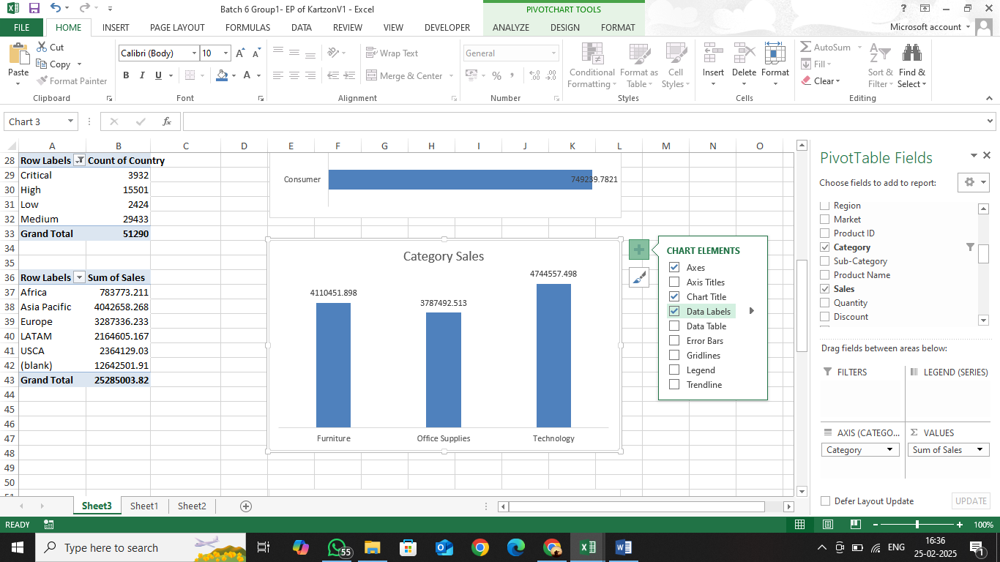 Batch 6 Group1- EP of KartzonV1 - Excel
PIVOTCHART TOOLS
FILE HOME INSERT PAGE LAYOUT FORMULAS DATA REVIEW VIEW DEVELOPER ANALYZE DESIGN FORMAT Microsoft account
Paste
Cut
Copy
Format Painter
Clipboard
Calibri (Body) 10
B I U
Font
Wrap Text
Merge & Center
Alignment
General
Number
Conditional Formatting
Format as Table
Cell Styles
Styles
Insert Delete Format
Cells
AutoSum
Fill
Clear
Sort & Filter
Find & Select
Editing
Chart 3
fx
A B C D E F G H I J K L M N O
28 Row Labels Count of Country
29 Critical 3932
30 High 15501
31 Low 2424
32 Medium 29433
33 Grand Total 51290
34
35
36 Row Labels Sum of Sales
37 Africa 783773.211
38 Asia Pacific 4042658.268
39 Europe 3287336.233
40 LATAM 2164605.167
41 USCA 2364129.03
42 (blank) 12642501.91
43 Grand Total 25285003.82
44
45
46
47
48
49
50
Consumer 749239.7821
Category Sales
4110451.898 3787492.513 4744557.498
Furniture Office Supplies Technology
CHART ELEMENTS
Axes
Axis Titles
Chart Title
Data Labels
Data Table
Error Bars
Gridlines
Legend
Trendline
PivotTable Fields
Choose fields to add to report:
Region
Market
Product ID
Category
Sub-Category
Product Name
Sales
Quantity
Discount
Drag fields between areas below:
FILTERS
LEGEND (SERIES)
AXIS (CATEGO...
Category
VALUES
Sum of Sales
Defer Layout Update UPDATE
Sheet3 Sheet1 Sheet2
READY 100%
Type here to search
55
ENG
16:36
25-02-2025
1